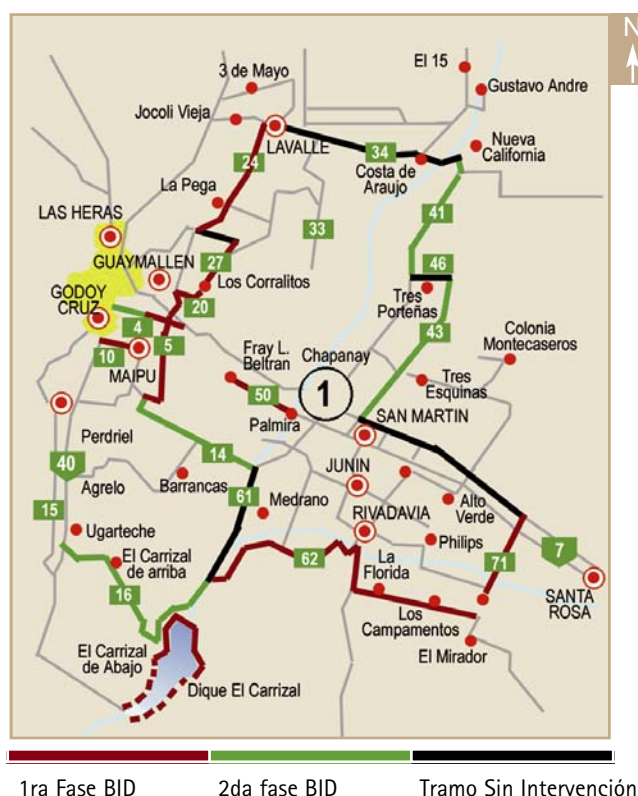 N
El 15
3 de Mayo
Gustavo Andre
Jocoli Vieja
LAVALLE
34
Nueva
California
24
Costa de
Araujo
La Pega
41
LAS HERAS
33
GUAYMALLEN
27
46
Los Corralitos
GODOY
CRUZ
20
Tres
Porteñas
4
5
43
Colonia
Montecaseros
10
Fray L.
Beltran
Chapanay
MAIPU
50
1
Tres
Esquinas
Palmira
SAN MARTIN
Perdriel
14
40
JUNIN
Agrelo
Barrancas
61
Medrano
Alto
Verde
15
RIVADAVIA
Ugarteche
Philips
71
7
El Carrizal
de arriba
62
La
Florida
16
SANTA
ROSA
Los
Campamentos
El Carrizal
de Abajo
El Mirador
Dique El Carrizal
1ra Fase BID
2da fase BID
Tramo Sin Intervención